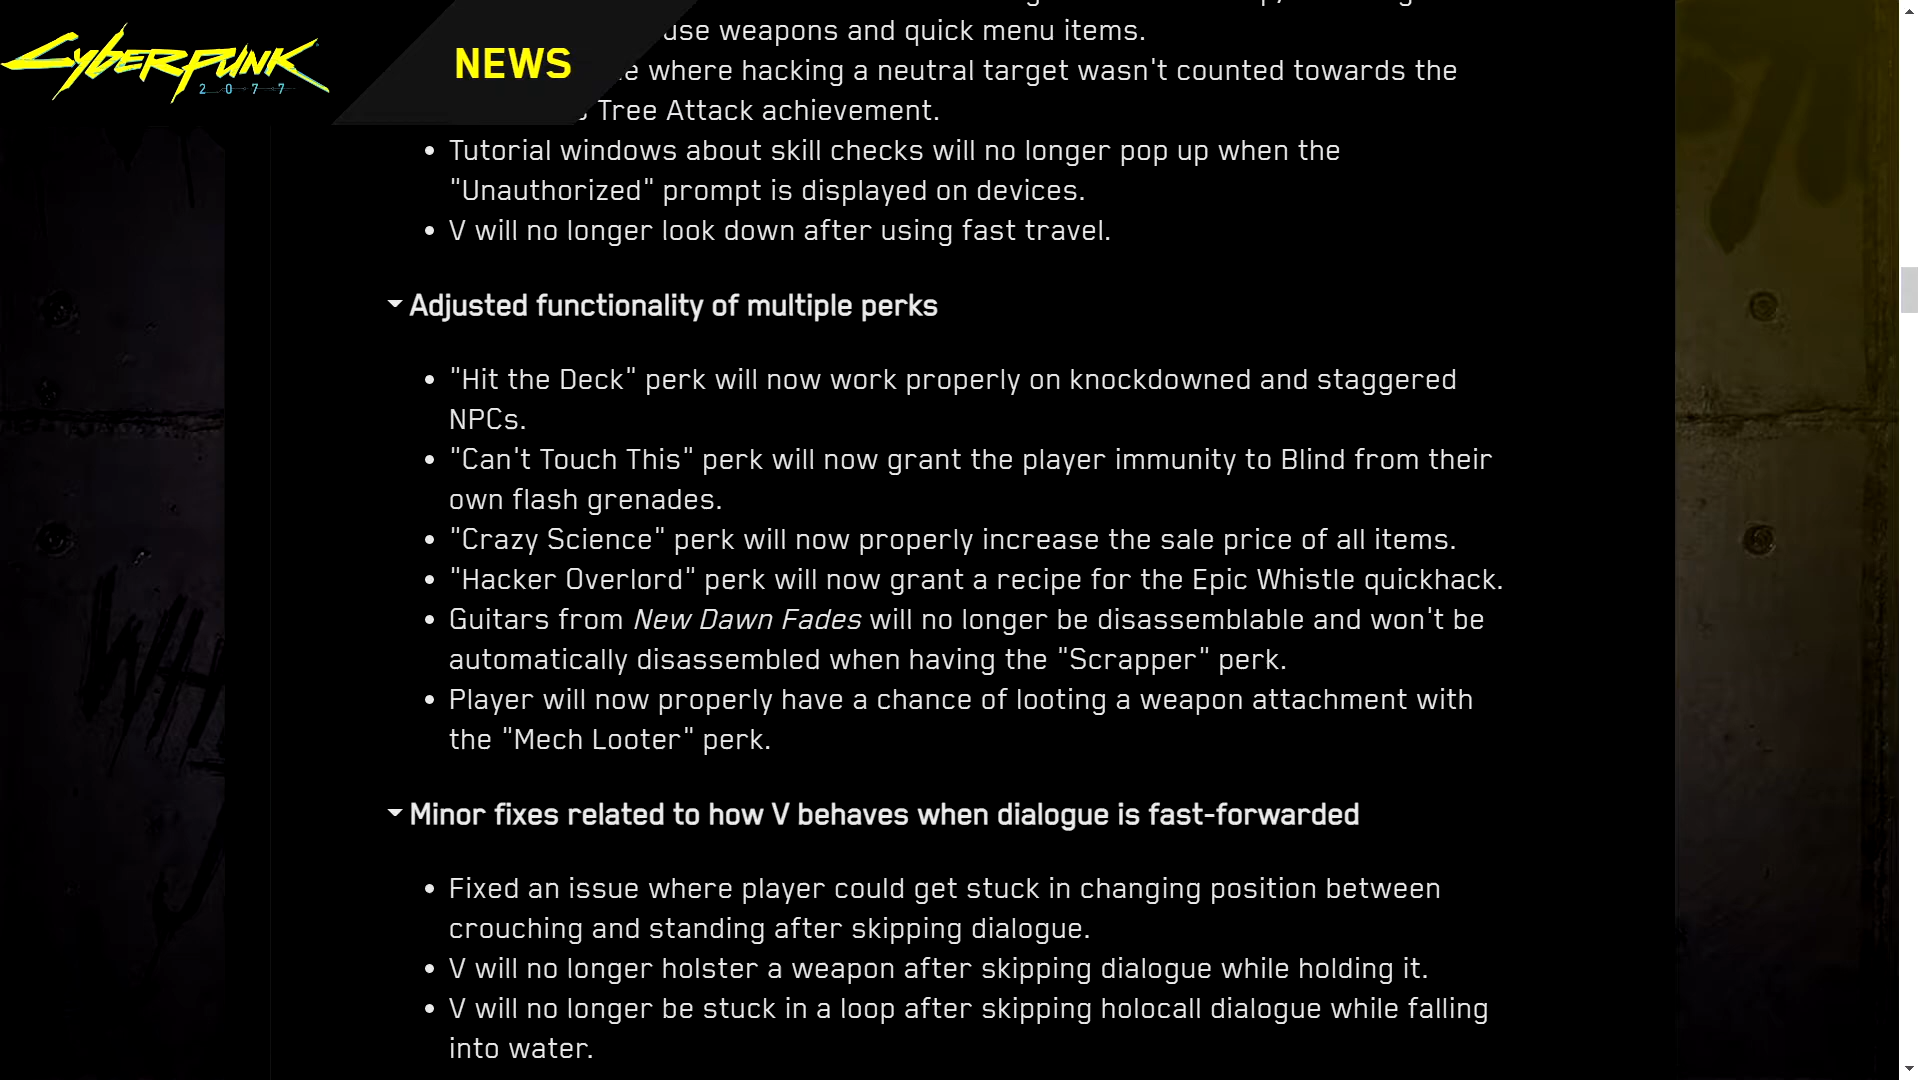 Cyberpunk
2077
NEWS
use weapons and quick menu items.
where hacking a neutral target wasn't counted towards the
Tree Attack achievement.
• Tutorial windows about skill checks will no longer pop up when the
"Unauthorized" prompt is displayed on devices.
• V will no longer look down after using fast travel.
Adjusted functionality of multiple perks
• "Hit the Deck" perk will now work properly on knockdowned and staggered
NPCs.
• "Can't Touch This" perk will now grant the player immunity to Blind from their
own flash grenades.
• "Crazy Science" perk will now properly increase the sale price of all items.
• "Hacker Overlord" perk will now grant a recipe for the Epic Whistle quickhack.
• Guitars from New Dawn Fades will no longer be disassemblable and won't be
automatically disassembled when having the "Scrapper" perk.
• Player will now properly have a chance of looting a weapon attachment with
the "Mech Looter" perk.
Minor fixes related to how V behaves when dialogue is fast-forwarded
• Fixed an issue where player could get stuck in changing position between
crouching and standing after skipping dialogue.
• V will no longer holster a weapon after skipping dialogue while holding it.
• V will no longer be stuck in a loop after skipping holocall dialogue while falling
into water.